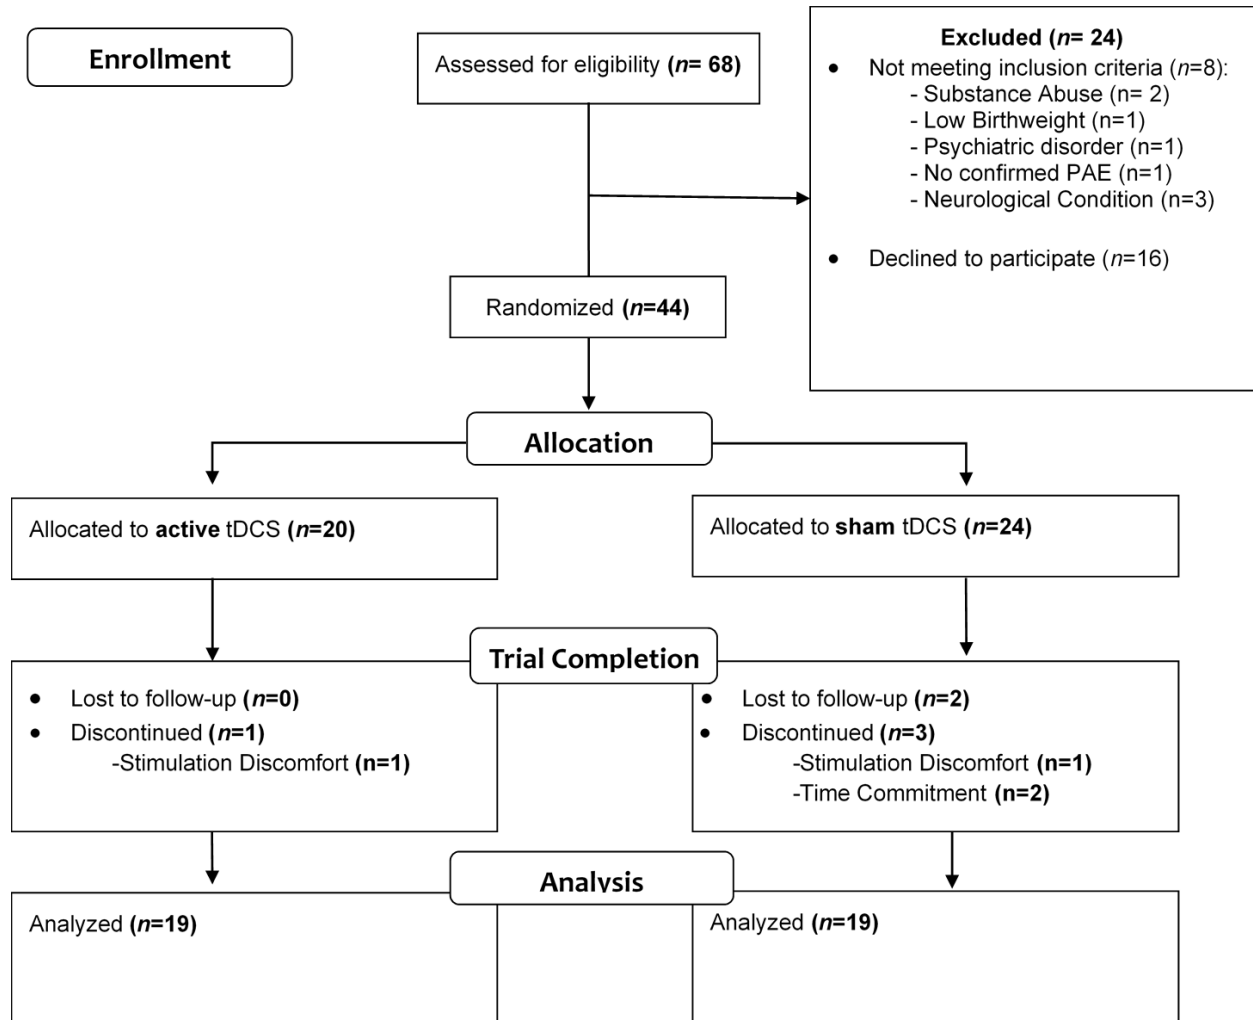 Enrollment
Assessed for eligibility (n= 68)
Excluded (n= 24)
• Not meeting inclusion criteria (n=8):
- Substance Abuse (n= 2)
- Low Birthweight (n=1)
- Psychiatric disorder (n=1)
- No confirmed PAE (n=1)
- Neurological Condition (n=3)
• Declined to participate (n=16)
Randomized (n=44)
Allocation
Allocated to active tDCS (n=20)
Allocated to sham tDCS (n=24)
Trial Completion
• Lost to follow-up (n=0)
• Discontinued (n=1)
-Stimulation Discomfort (n=1)
• Lost to follow-up (n=2)
• Discontinued (n=3)
-Stimulation Discomfort (n=1)
-Time Commitment (n=2)
Analysis
Analyzed (n=19)
Analyzed (n=19)